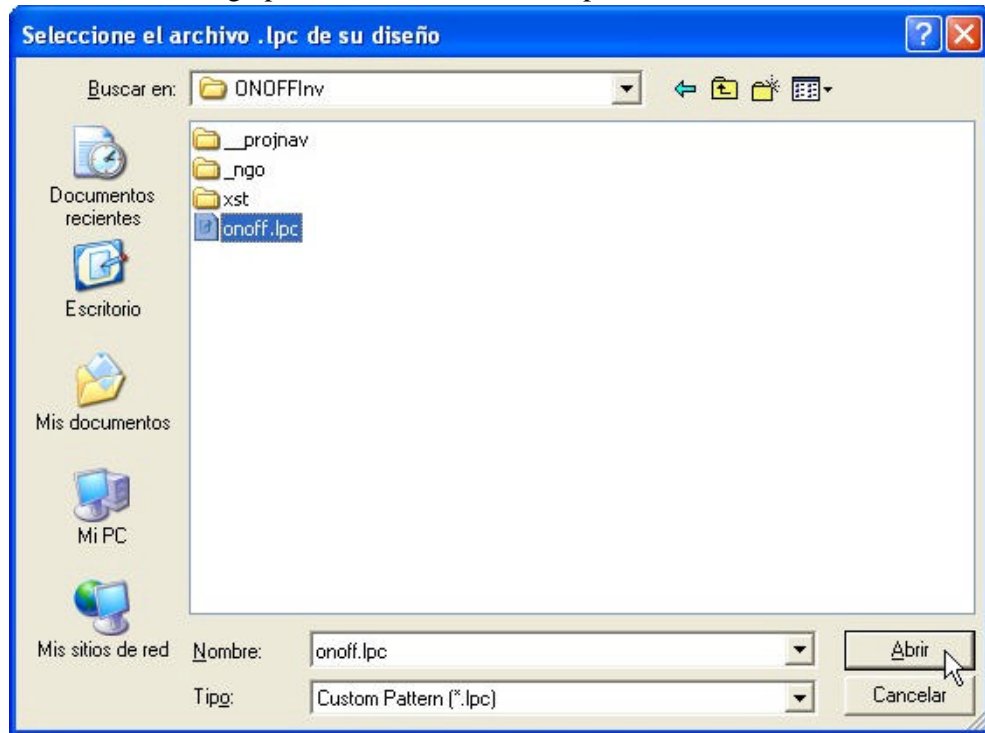 Seleccione el archivo .lpc de su diseño
Buscar en: ONOFFInv
__projnav
_ngo
xst
onoff.lpc
Documentos
recientes
Escritorio
Mis documentos
Mi PC
Mis sitios de red
Nombre: onoff.lpc Abrir
Tipo: Custom Pattern (*.lpc) Cancelar